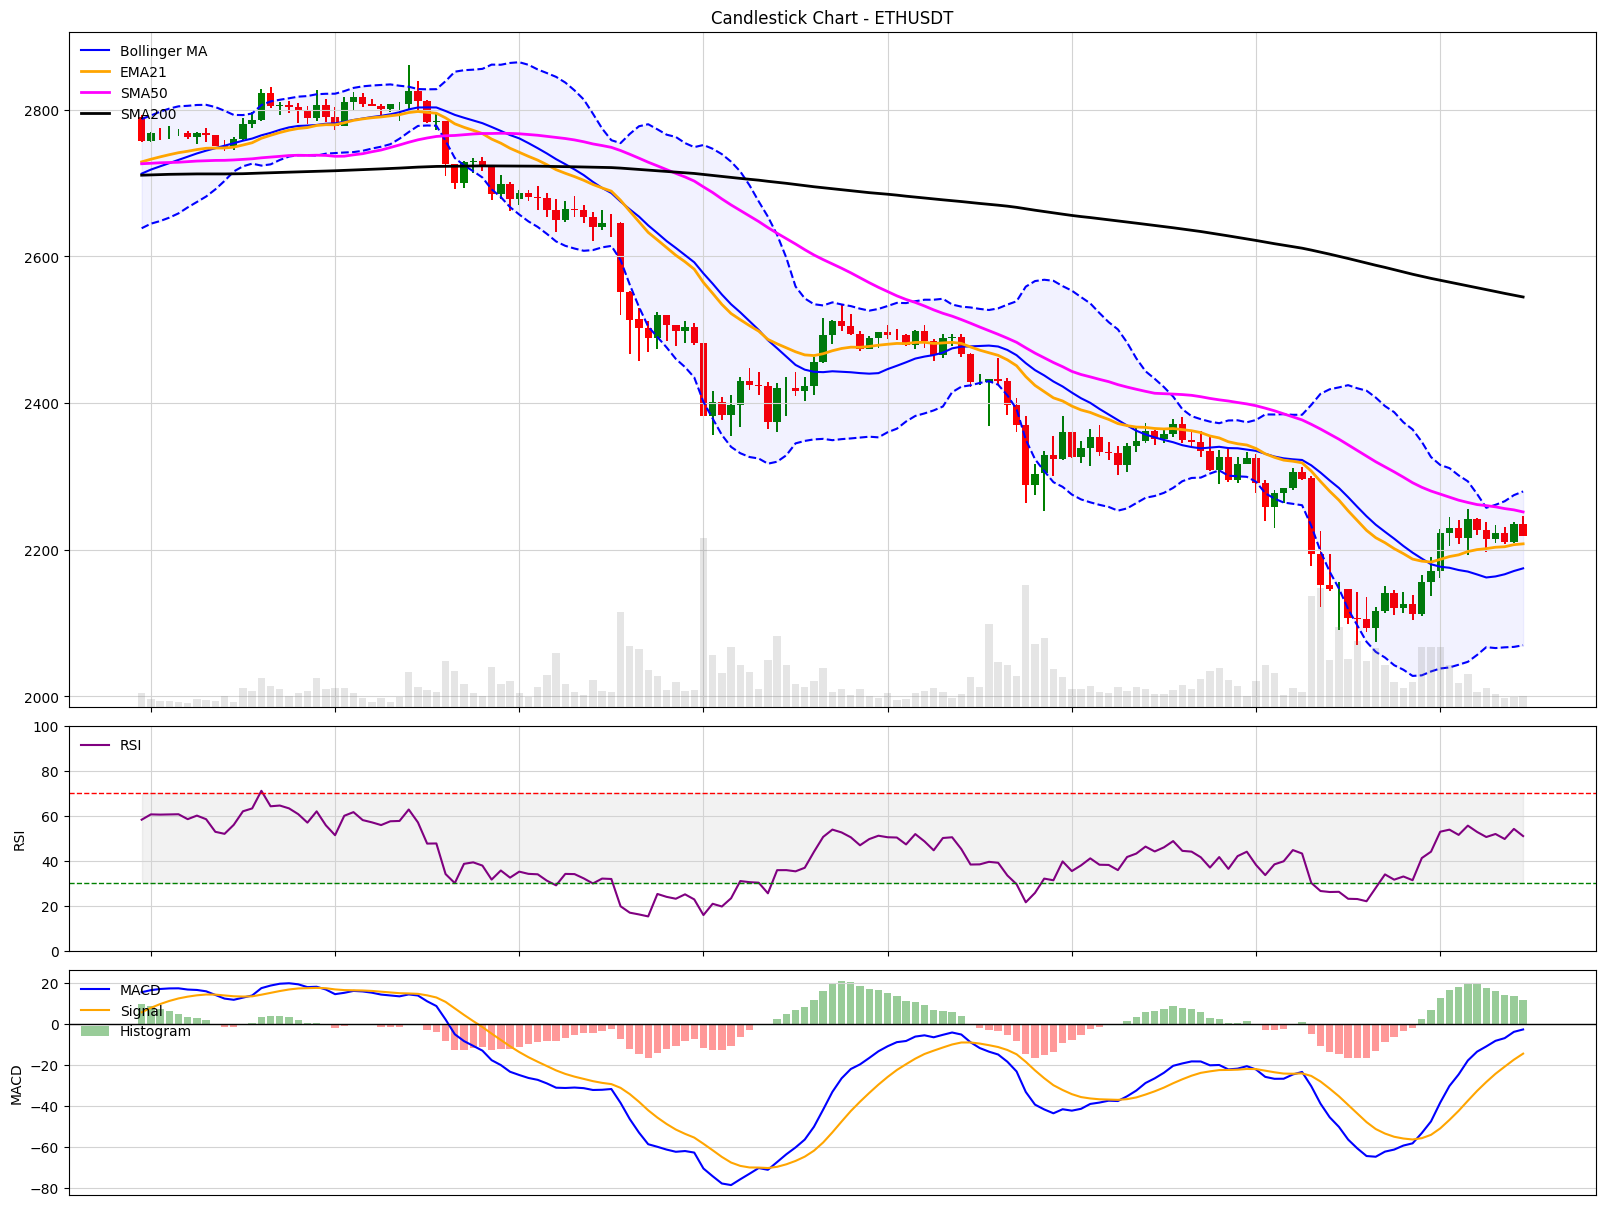 Candlestick Chart - ETHUSDT
Bollinger MA
EMA21
SMA50
SMA200
2800
2600
2400
2200
2000
RSI
100
80
60
40
20
0
RSI
MACD
Signal
Histogram
20
0
−20
−40
−60
−80
MACD